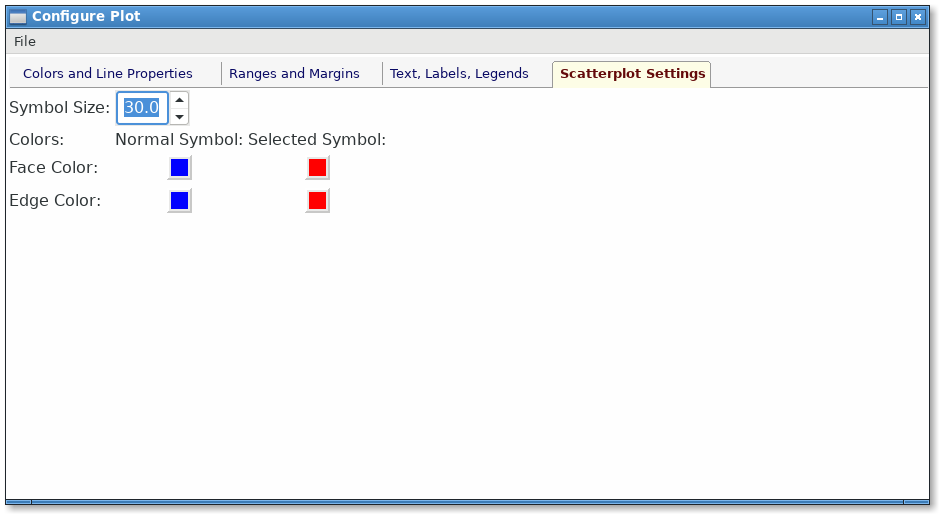 Configure Plot
File
Colors and Line Properties Ranges and Margins Text, Labels, Legends Scatterplot Settings
Symbol Size: 30.0
Colors: Normal Symbol: Selected Symbol:
Face Color:
Edge Color: